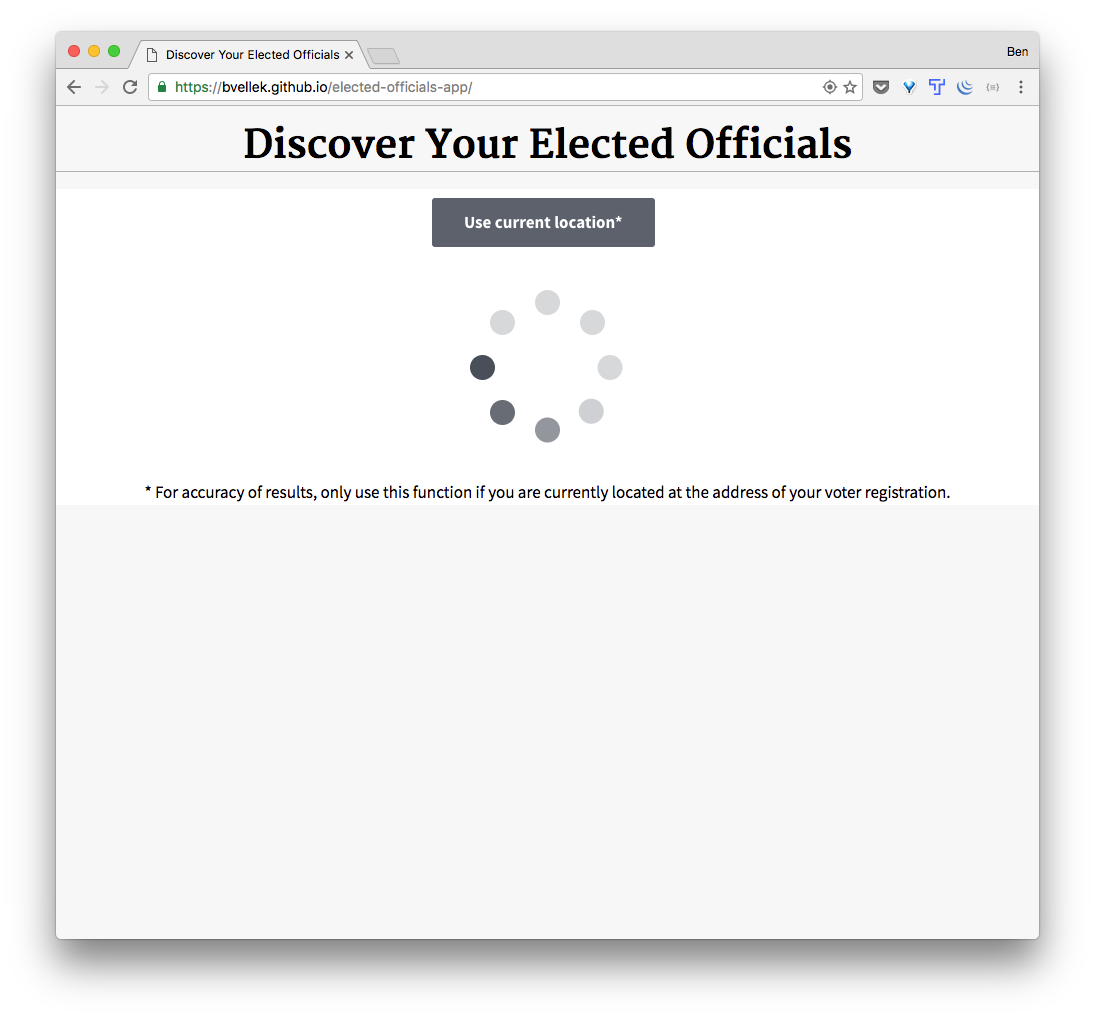 Discover Your Elected Officials
Ben
https://bvellek.github.io/elected-officials-app/
Discover Your Elected Officials
Use current location*
* For accuracy of results, only use this function if you are currently located at the address of your voter registration.